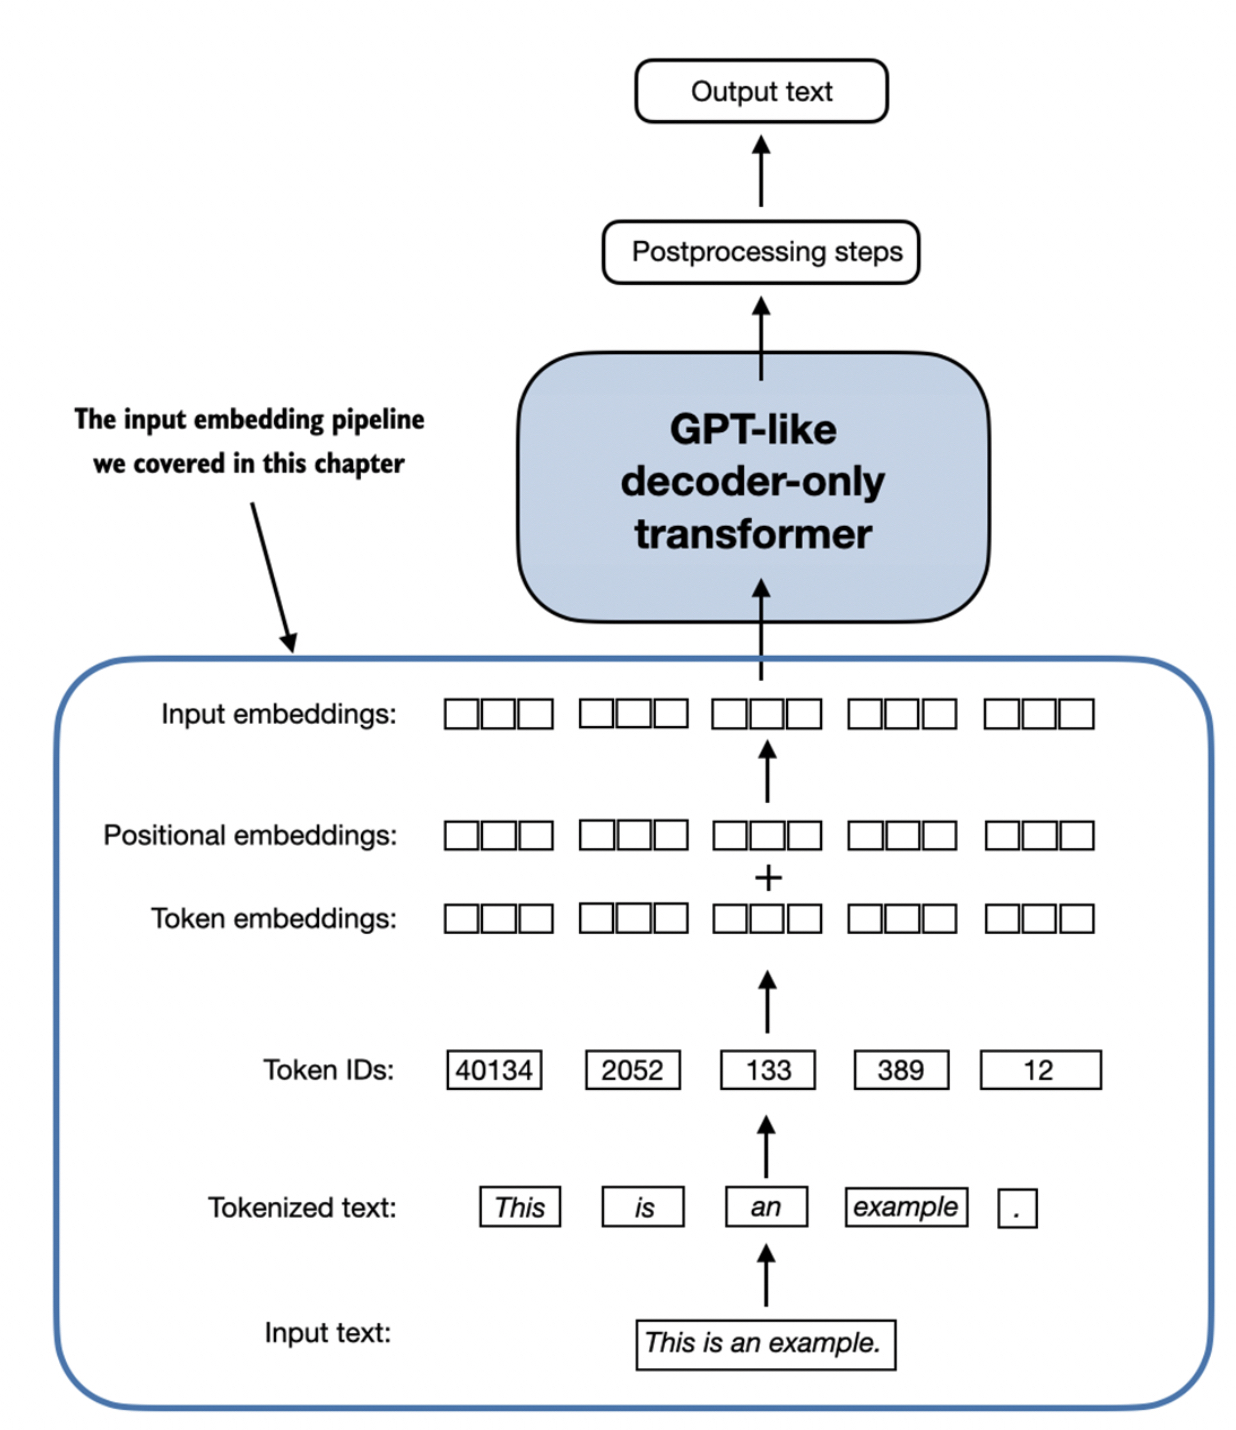 Output text
Postprocessing steps
GPT-like
decoder-only
transformer
The input embedding pipeline
we covered in this chapter
Input embeddings:
Positional embeddings:
+
Token embeddings:
Token IDs: 40134 2052 133 389 12
Tokenized text: This is an example .
Input text: This is an example.